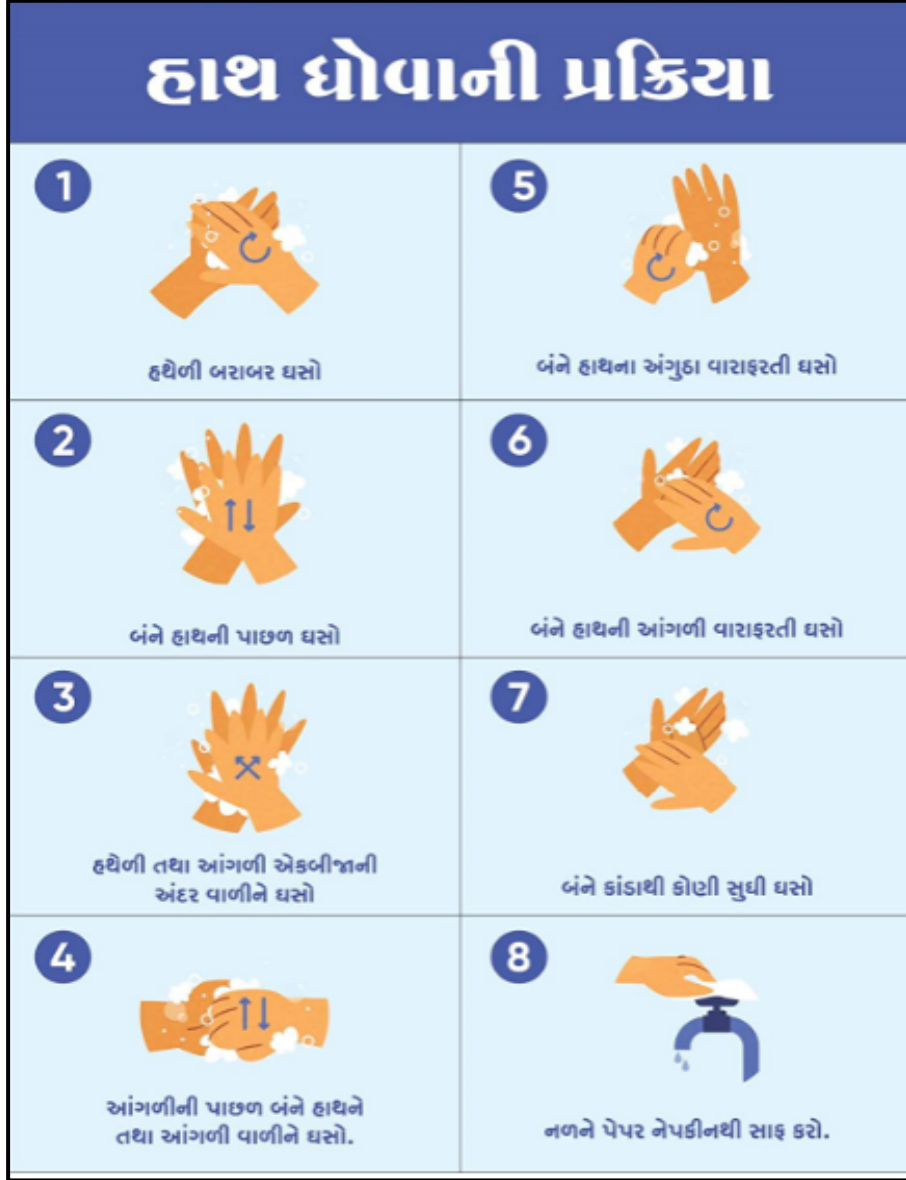 હાથ ધોવાની પ્રક્રિયા
1
હથેળી બરાબર ઘસો
2
બંને હાથની પાછળ ઘસો
3
હથેળી તથા આંગળી એકબીજાની
અંદર વાળીને ઘસો
4
આંગળીની પાછળ બંને હાથને
તથા આંગળી વાળીને ઘસો.
5
બંને હાથના અંગુઠા વારાફરતી ઘસો
6
બંને હાથની આંગળી વારાફરતી ઘસો
7
બંને કાંડાથી કોણી સુધી ઘસો
8
નળને પેપર નેપકીનથી સાફ કરો.